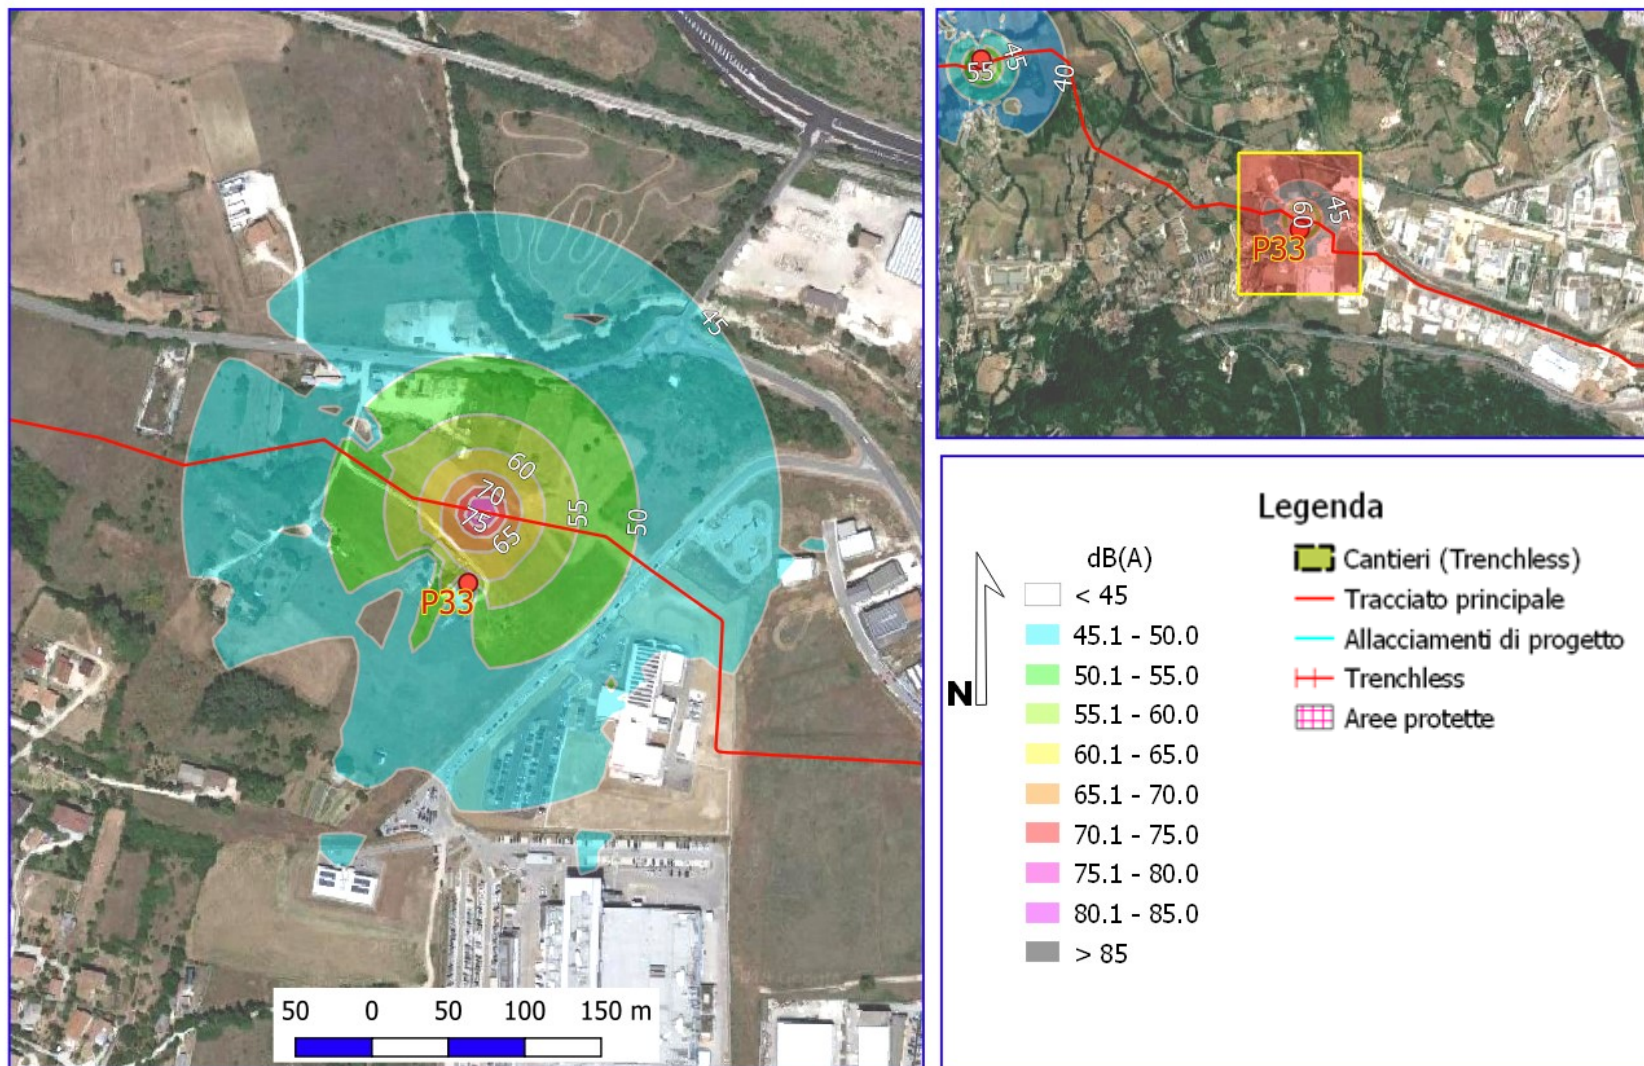 45
60
70
75
65
55
50
P33
50 0 50 100 150 m
45
55
40
60
45
P33
Legenda
dB(A)
< 45
45.1 - 50.0
50.1 - 55.0
55.1 - 60.0
60.1 - 65.0
65.1 - 70.0
70.1 - 75.0
75.1 - 80.0
80.1 - 85.0
> 85
N
Cantieri (Trenchless)
Tracciato principale
Allacciamenti di progetto
Trenchless
Aree protette